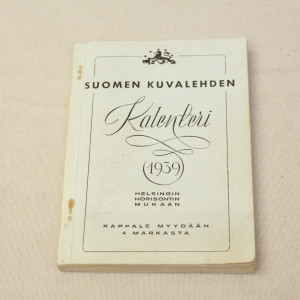 SUOMEN KUVALEHDEN
Kalenteri
(1939)
HELSINGIN
HORISONTIN
MUKAAN
KAPPALE MYYDÄÄN
4 MARKASTA